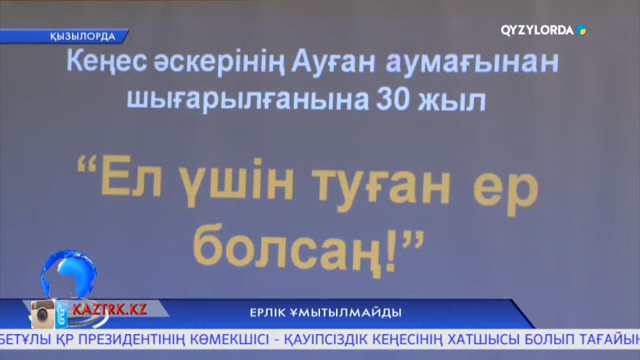 ҚЫЗЫЛОРДА
QYZYLORDA
Кеңес әскерінің Ауған аумағынан
шығарылғанына 30 жыл
“Ел үшін туған ер
болсаң!”
KAZTRK.KZ
ЕРЛІК ҰМЫТЫЛМАЙДЫ
БЕТҰЛЫ ҚР ПРЕЗИДЕНТІНІҢ КӨМЕКШІСІ - ҚАУІПСІЗДІК КЕҢЕСІНІҢ ХАТШЫСЫ БОЛЫП ТАҒАЙЫН